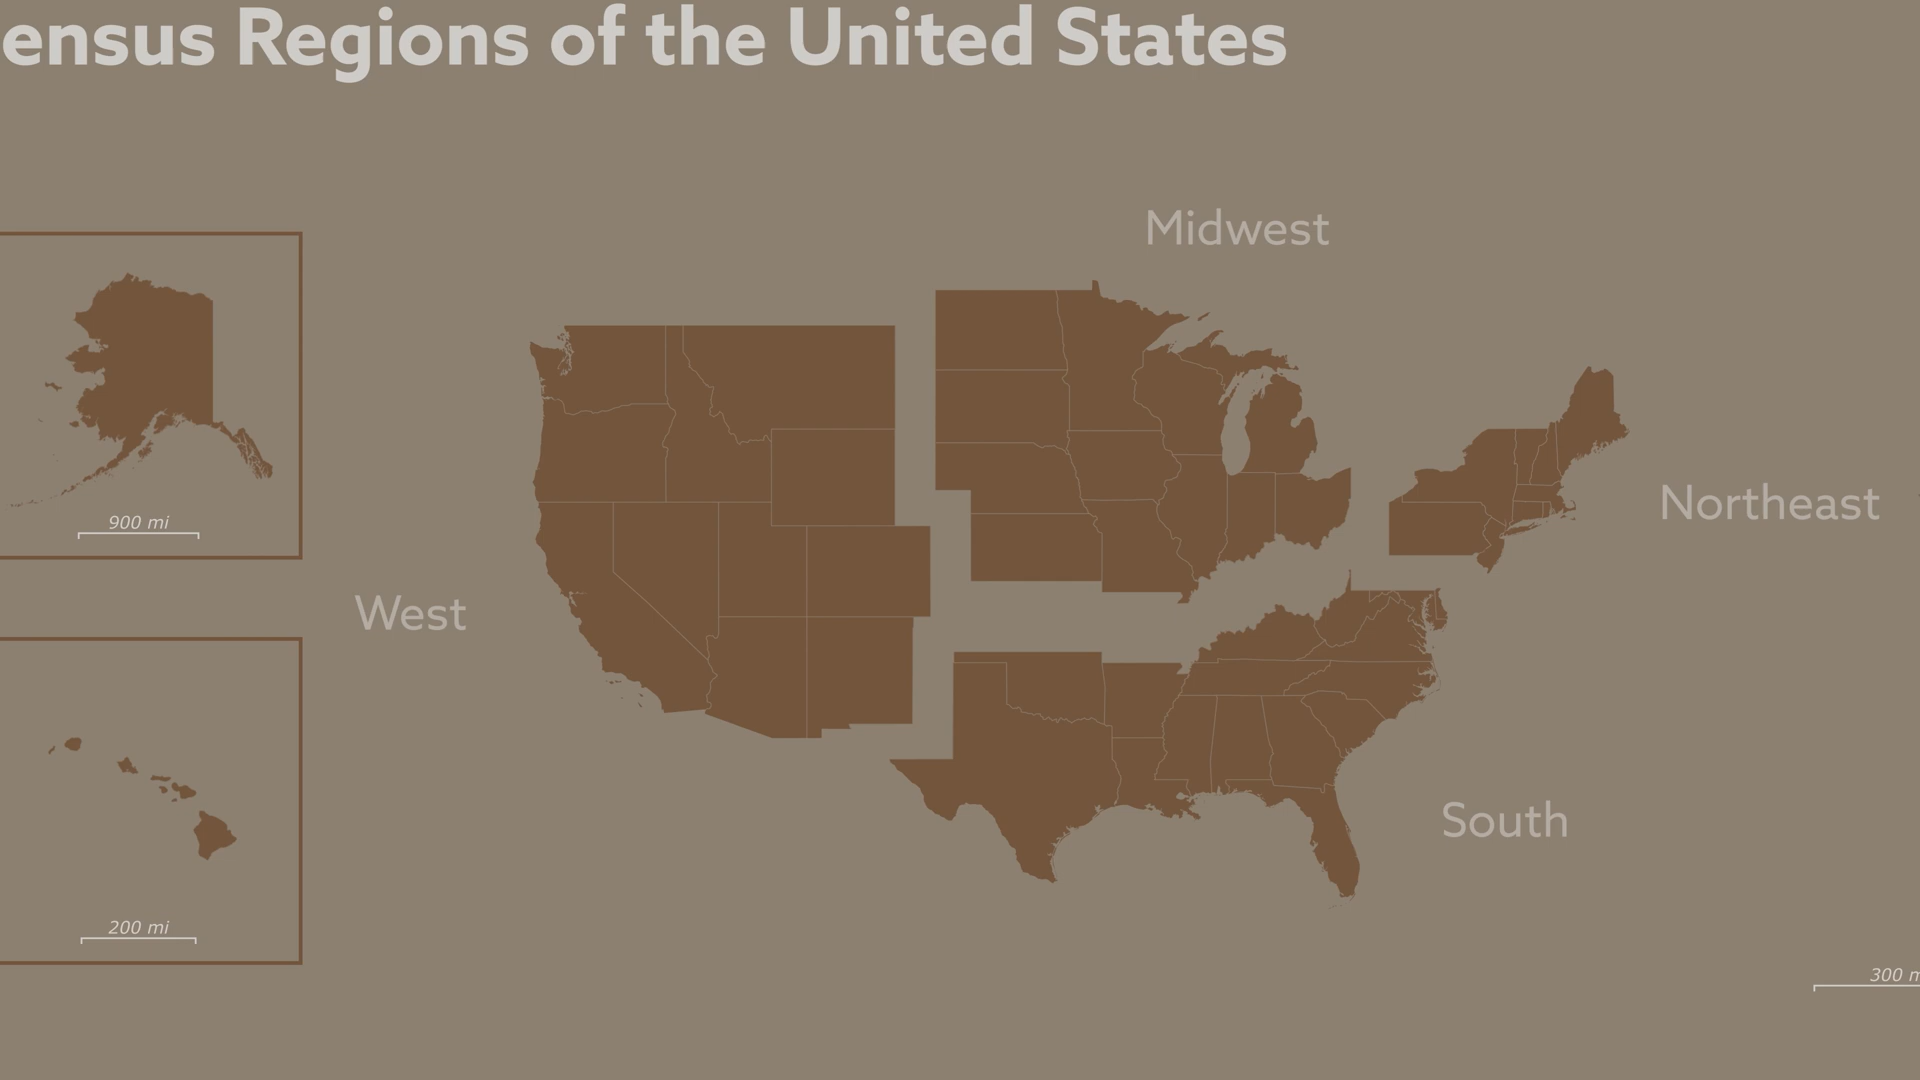 ensus Regions of the United States
Midwest
Northeast
900 mi
West
South
200 mi
300 m